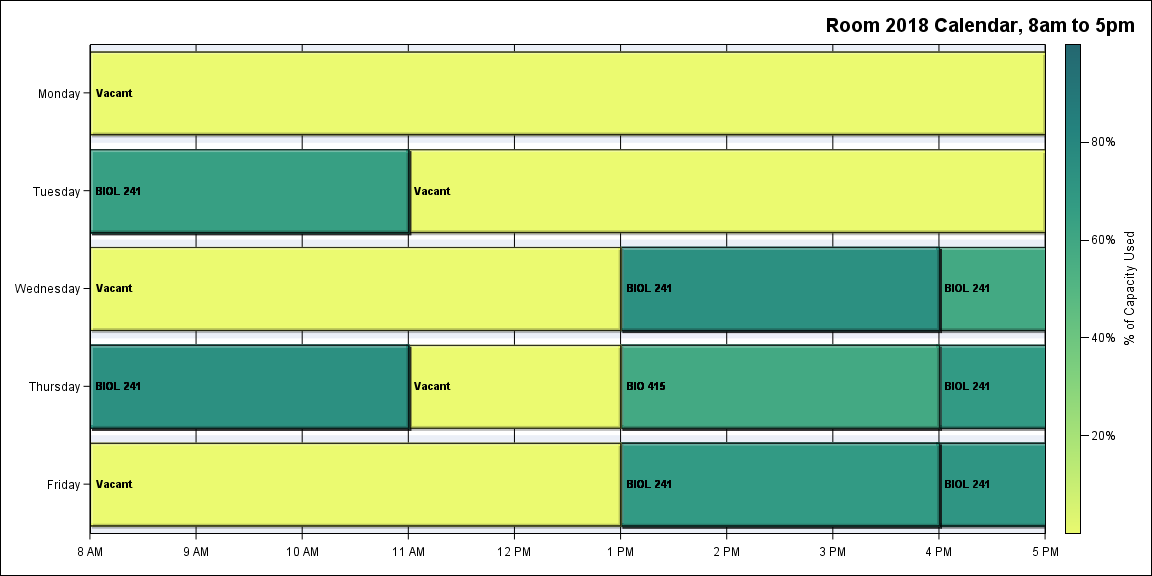 Room 2018 Calendar, 8am to 5pm
Monday
Vacant
Tuesday
BIOL 241
Vacant
Wednesday
Vacant
BIOL 241
BIOL 241
Thursday
BIOL 241
Vacant
BIO 415
BIOL 241
Friday
Vacant
BIOL 241
BIOL 241
8 AM
9 AM
10 AM
11 AM
12 PM
1 PM
2 PM
3 PM
4 PM
5 PM
80%
60%
40%
20%
% of Capacity Used